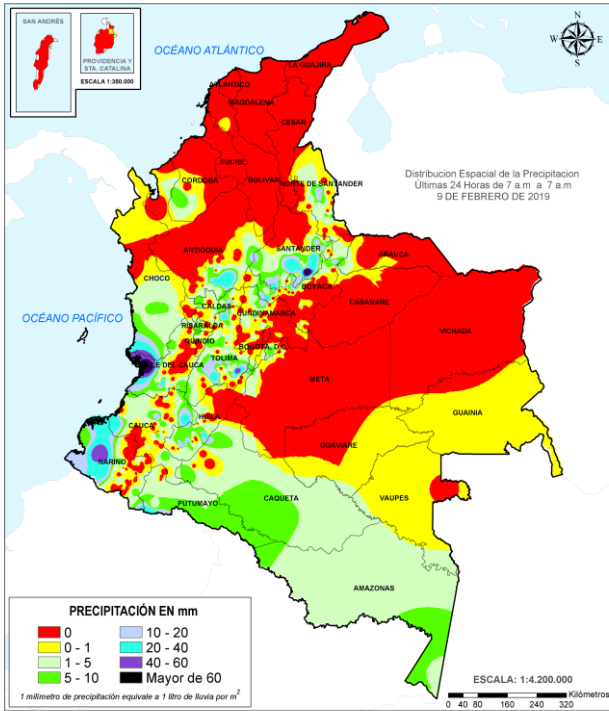 SAN ANDRÉS
PROVIDENCIA Y
STA. CATALINA
ESCALA 1:350.000
OCÉANO ATLÁNTICO
N
W
E
S
LA GUAJIRA
ATLANTICO
MAGDALENA
CESAR
SUCRE
CORDOBA
BOLIVAR
NORTE DE SANTANDER
Distribucion Espacial de la Precipitacion
Últimas 24 Horas de 7 a.m a 7 a.m
9 DE FEBRERO DE 2019
ANTIOQUIA
SANTANDER
ARAUCA
CHOCO
BOYACA
CASANARE
OCÉANO PACÍFICO
CALDAS
CUNDINAMARCA
VICHADA
RISARALDA
QUINDIO
BOGOTA, D.C.
TOLIMA
LE DEL CAUCA
META
GUAINIA
CAUCA
HUILA
GUAVIARE
NARIÑO
VAUPES
PUTUMAYO
CAQUETA
AMAZONAS
PRECIPITACIÓN EN mm
0
10 - 20
0 - 1
20 - 40
1 - 5
40 - 60
5 - 10
Mayor de 60
1 milimetro de precipitación equivale a 1 litro de lluvia por m²
ESCALA: 1:4.200.000
Kilómetros
0 40 80 160 240 320